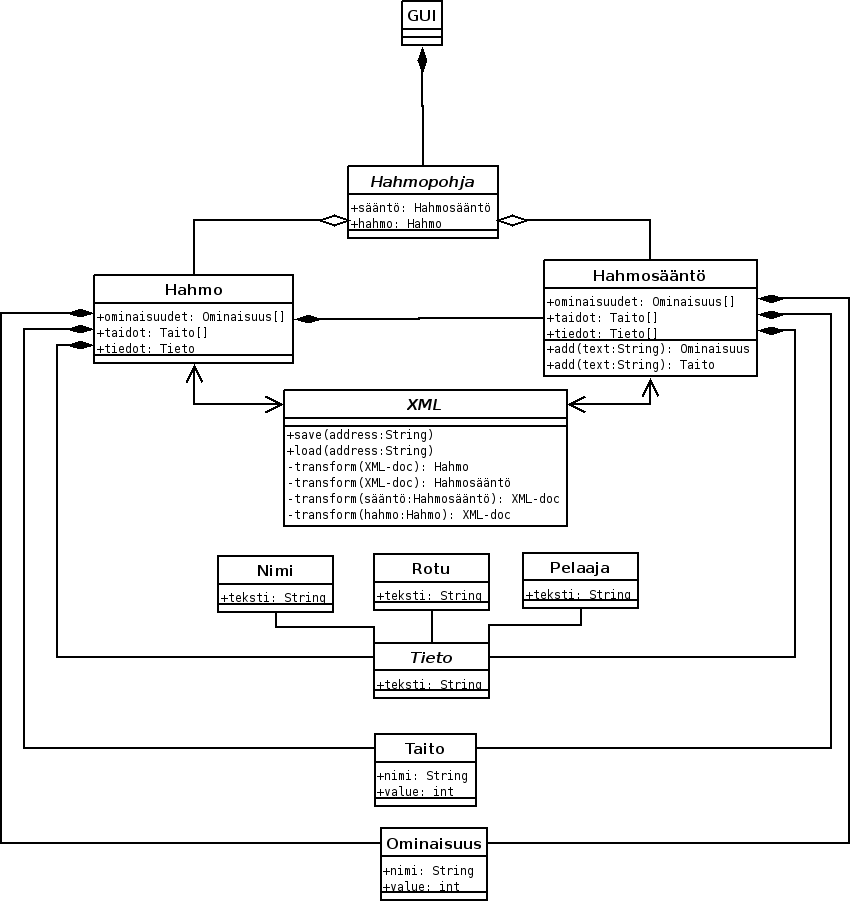 GUI
Hahmopohja
+sääntö: Hahmosääntö
+hahmo: Hahmo
Hahmo
+ominaisuudet: Ominaisuus[]
+taidot: Taito[]
+tiedot: Tieto
Hahmosääntö
+ominaisuudet: Ominaisuus[]
+taidot: Taito[]
+tiedot: Tieto[]
+add(text:String): Ominaisuus
+add(text:String): Taito
XML
+save(address:String)
+load(address:String)
-transform(XML-doc): Hahmo
-transform(XML-doc): Hahmosääntö
-transform(sääntö:Hahmosääntö): XML-doc
-transform(hahmo:Hahmo): XML-doc
Nimi
+teksti: String
Rotu
+teksti: String
Pelaaja
+teksti: String
Tieto
+teksti: String
Taito
+nimi: String
+value: int
Ominaisuus
+nimi: String
+value: int